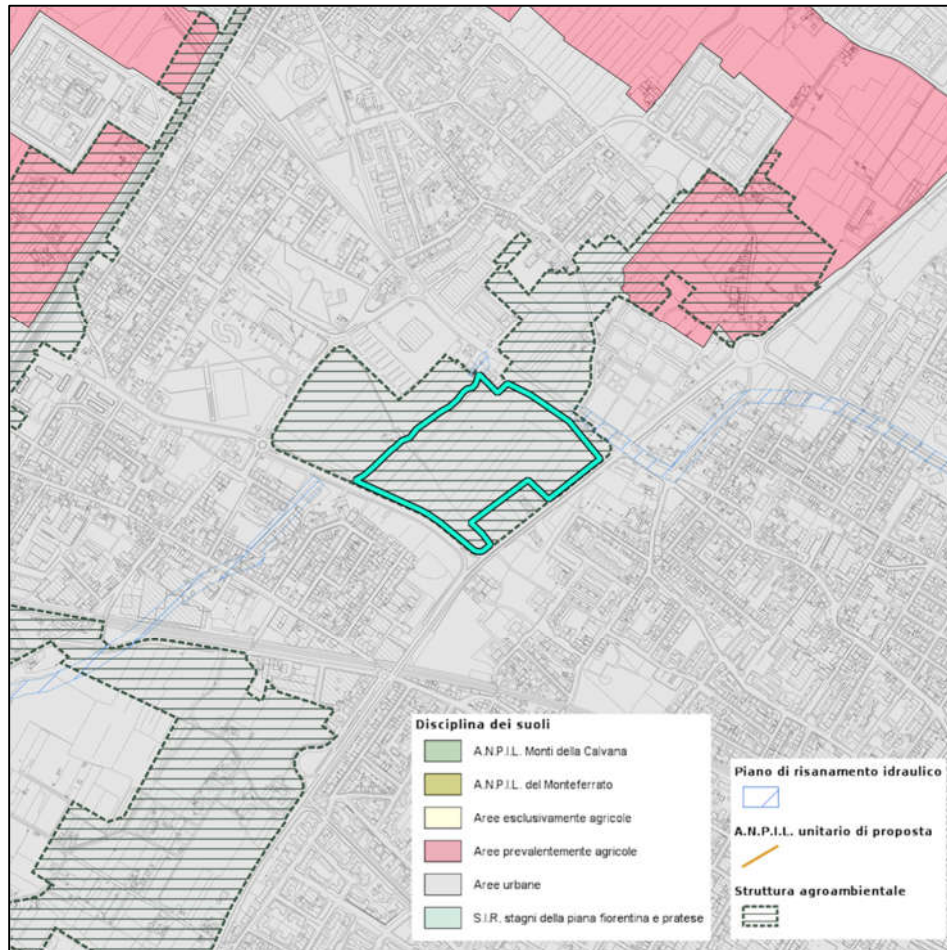 Disciplina dei suoli
A.N.P.I.L. Monti della Calvana
A.N.P.I.L. del Monteferrato
Aree esclusivamente agricole
Aree prevalentemente agricole
Aree urbane
S.I.R. stagni della piana fiorentina e pratese
Piano di risanamento idraulico
A.N.P.I.L. unitario di proposta
Struttura agroambientale